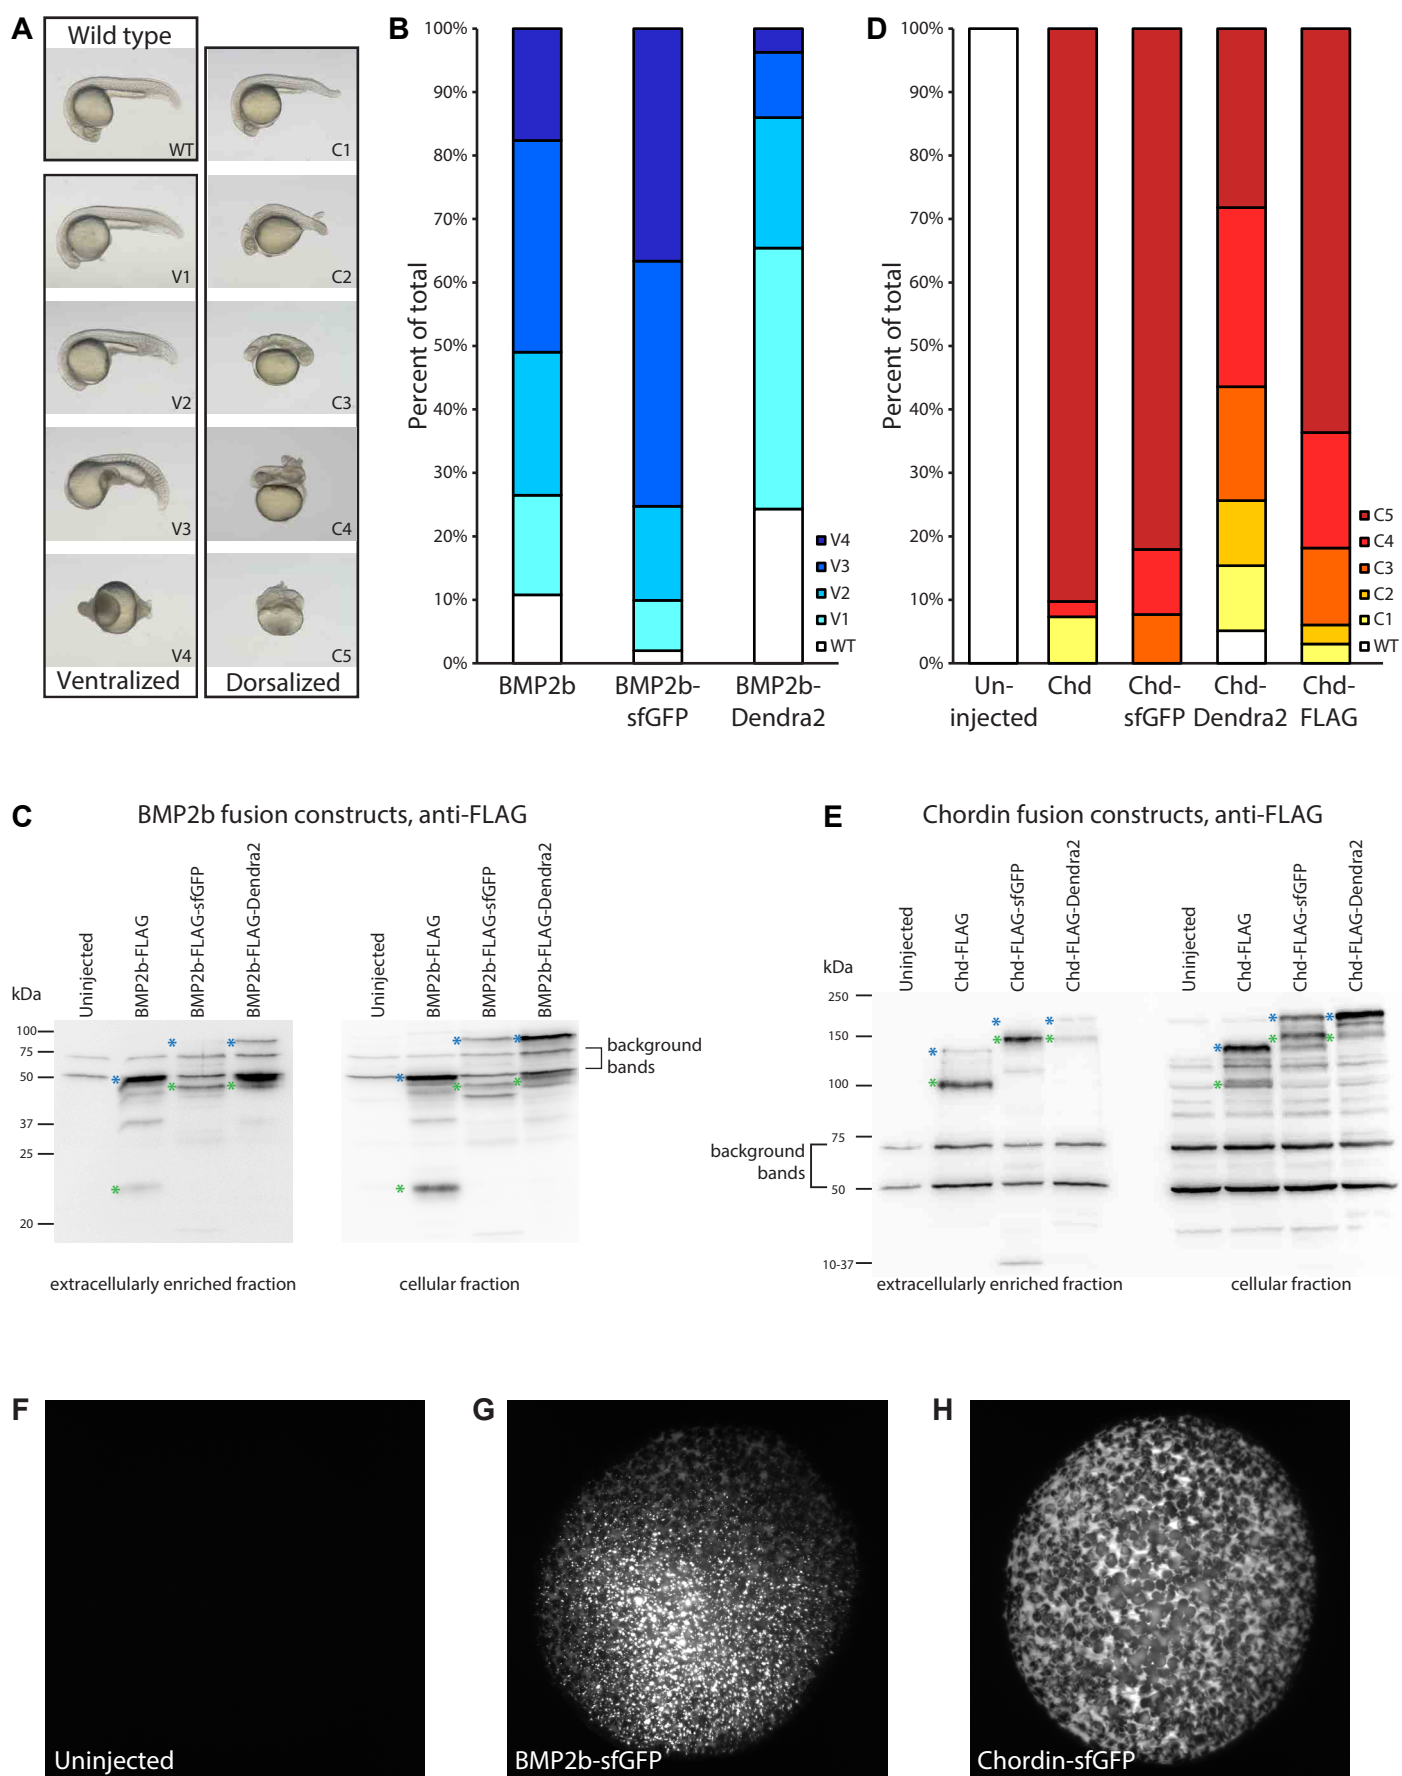 A
Wild type
WT
C1
V1
C2
V2
C3
V3
C4
V4
C5
Ventralized
Dorsalized
B
Percent of total
100%
90%
80%
70%
60%
50%
40%
30%
20%
10%
0%
V4
V3
V2
V1
WT
BMP2b
BMP2b-
sfGFP
BMP2b-
Dendra2
D
Percent of total
100%
90%
80%
70%
60%
50%
40%
30%
20%
10%
0%
C5
C4
C3
C2
C1
WT
Un-
injected
Chd
Chd-
sfGFP
Chd-
Dendra2
Chd-
FLAG
C
BMP2b fusion constructs, anti-FLAG
kDa
Uninjected
BMP2b-FLAG
BMP2b-FLAG-sfGFP
BMP2b-FLAG-Dendra2
Uninjected
BMP2b-FLAG
BMP2b-FLAG-sfGFP
BMP2b-FLAG-Dendra2
100
75
50
37
25
20
* * * * * *
* * * * * *
background
bands
extracellularly enriched fraction
cellular fraction
E
Chordin fusion constructs, anti-FLAG
kDa
Uninjected
Chd-FLAG
Chd-FLAG-sfGFP
Chd-FLAG-Dendra2
Uninjected
Chd-FLAG
Chd-FLAG-sfGFP
Chd-FLAG-Dendra2
250
150
100
75
50
10-37
* * * * * *
* * * * * *
background
bands
extracellularly enriched fraction
cellular fraction
F
Uninjected
G
BMP2b-sfGFP
H
Chordin-sfGFP